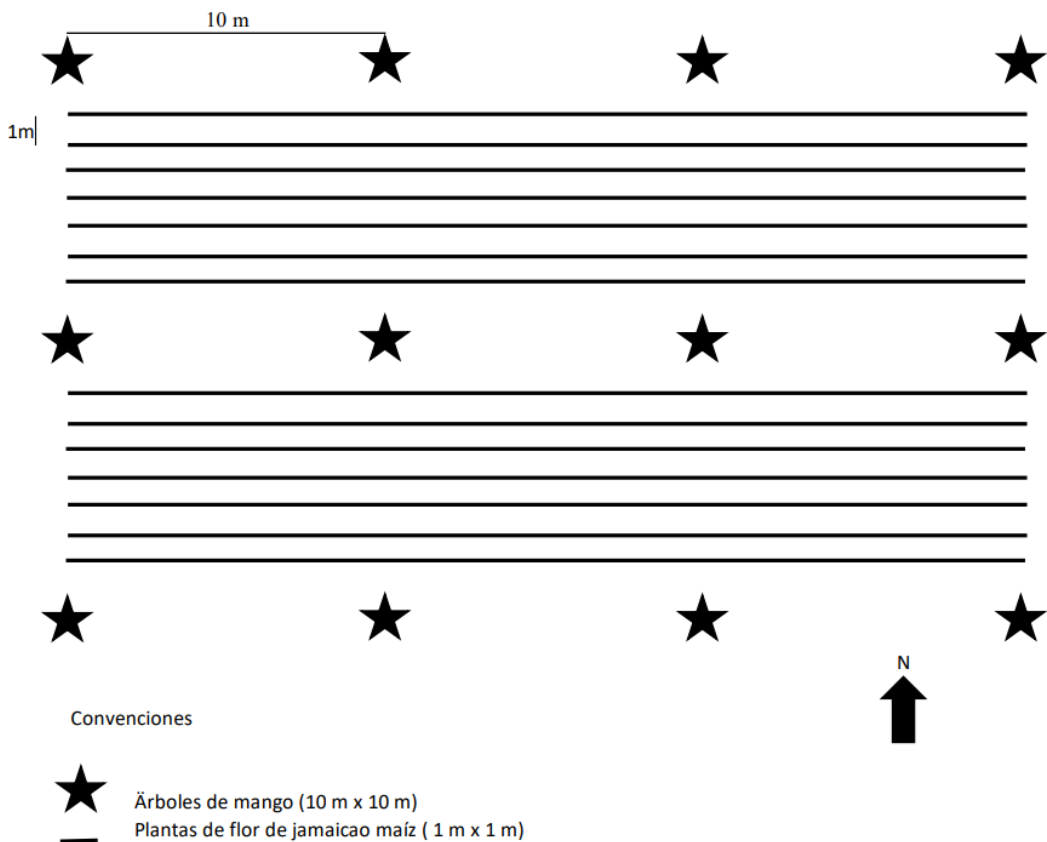 10 m
1m
N
Convenciones
Ärboles de mango (10 m x 10 m)
Plantas de flor de jamaicao maíz ( 1 m x 1 m)